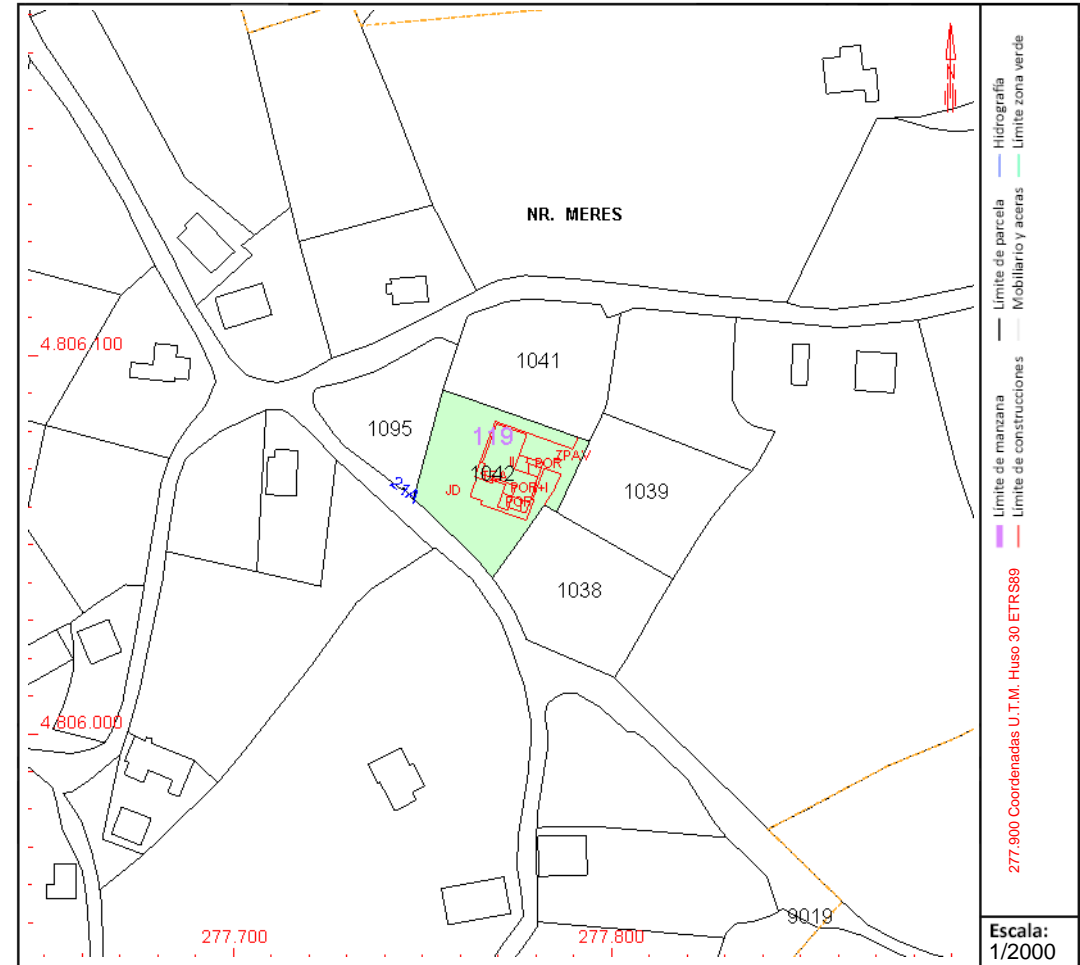 N
NR. MERES
4.806.100
1041
1095
119
ZPAV
II
POR
1042
JD
POR+I
POR
1039
21A
1038
4.806.000
9019
277.700
277.800
Límite de manzana
Límite de parcela
Hidrografía
Límite de construcciones
Mobiliario y aceras
Límite zona verde
277.900 Coordenadas U.T.M. Huso 30 ETRS89
Escala:
1/2000